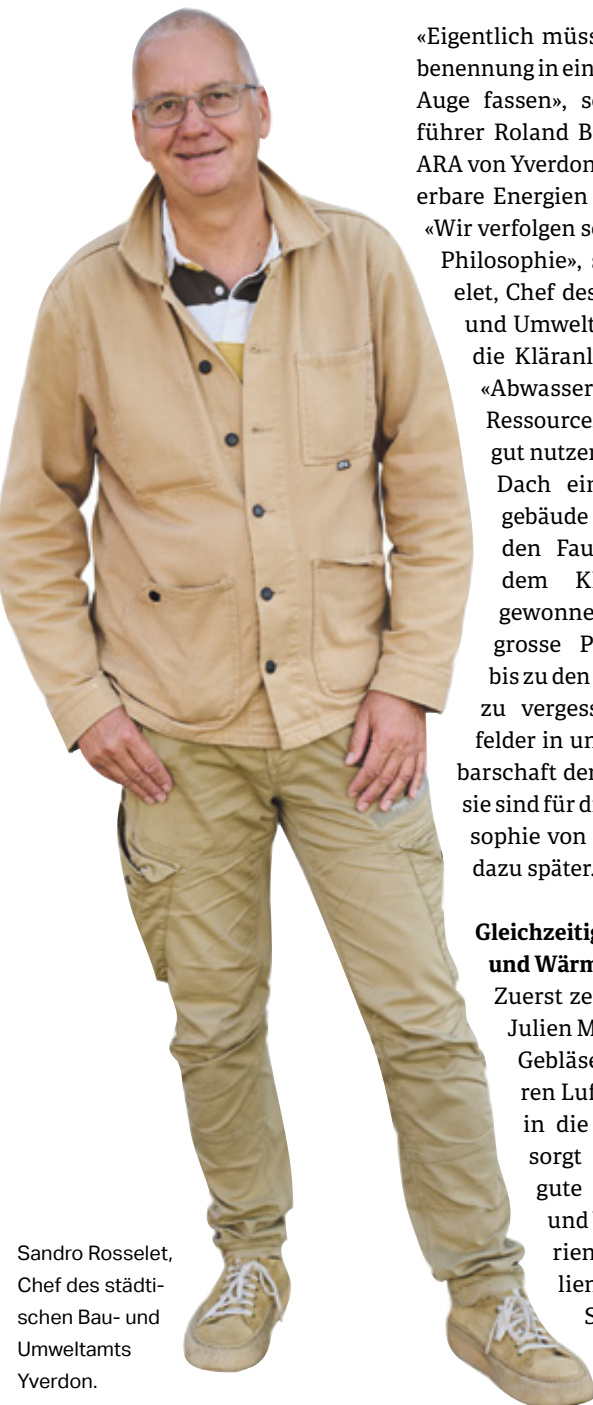 «Eigentlich müss
benennung in ein
Auge fassen», s
führer Roland B
ARA von Yverdon
erbare Energien
«Wir verfolgen s
Philosophie», s
elet, Chef des
und Umwelt
die Kläranl
«Abwasser
Ressource
gut nutze
Dach ein
gebäude
den Fau
dem K
gewonne
grosse P
bis zu den
zu vergess
felder in un
barschaft der
sie sind für d
sophie von
dazu später.
Gleichzeitig
und Wärm
Zuerst ze
Julien M
Gebläse
ren Luf
in die
sorgt
gute
und
rien
lien
S
Sandro Rosselet,
Chef des städti-
schen Bau- und
Umweltamts
Yverdon.